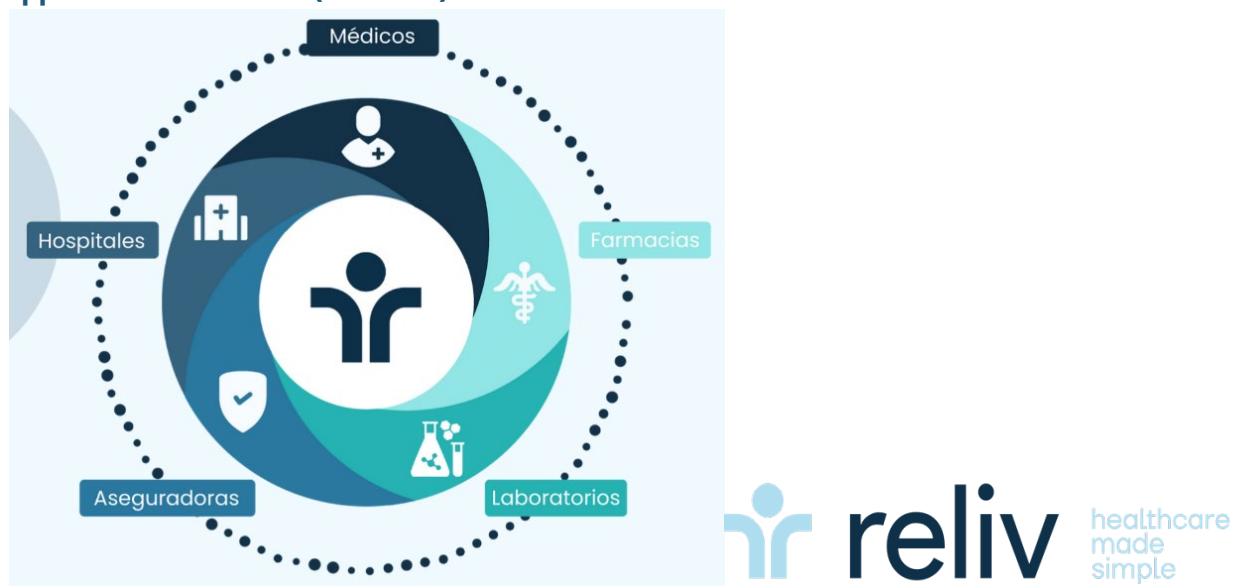 Médicos
Hospitales
Farmacias
Aseguradoras
Laboratorios
reliv
healthcare
made
simple